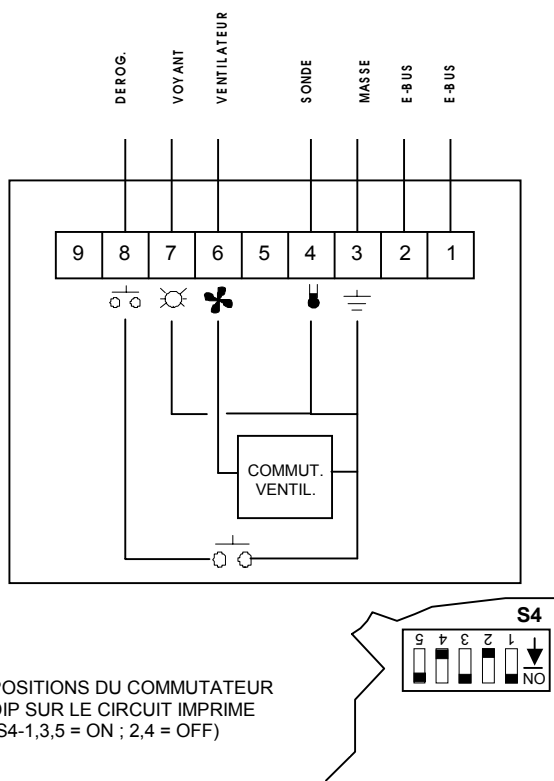 DEROG.
VOYANT
VENTILATEUR
SONDE
MASSE
E-BUS
E-BUS
9 8 7 6 5 4 3 2 1
COMMUT.
VENTIL.
S4
5 4 3 2 1
ON
POSITIONS DU COMMUTATEUR
DIP SUR LE CIRCUIT IMPRIME
S4-1,3,5 = ON ; 2,4 = OFF)